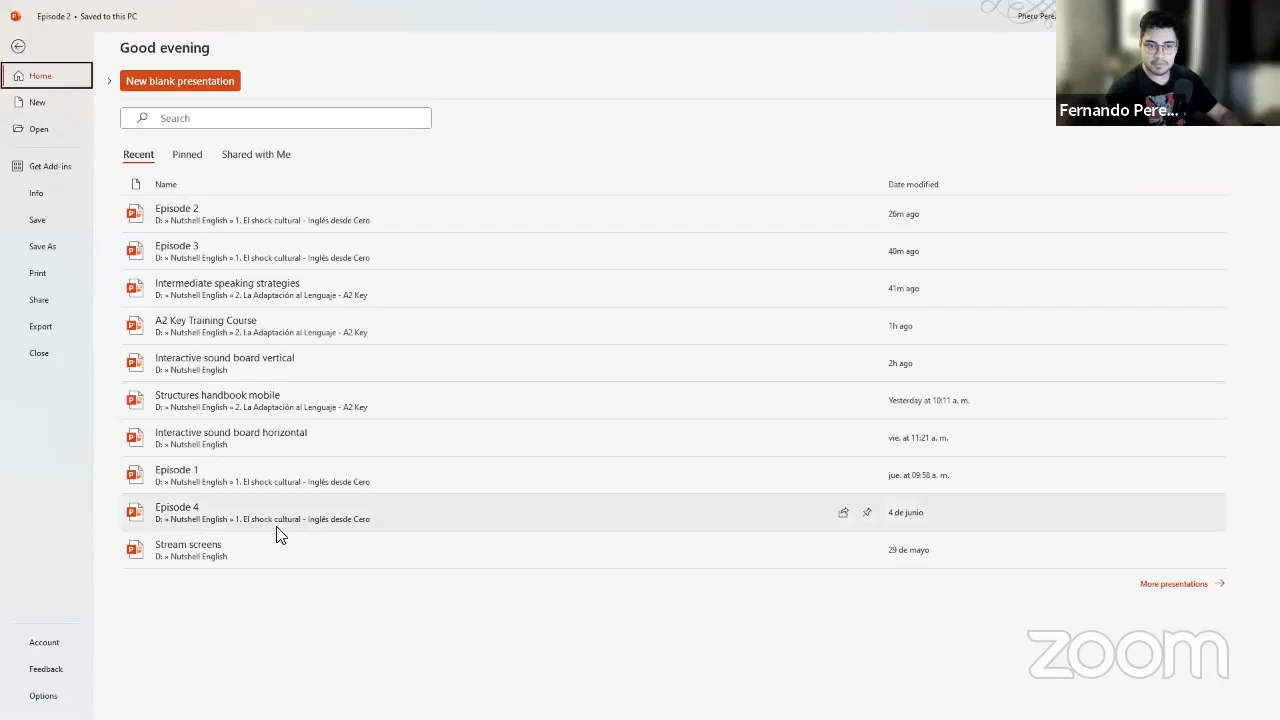 Episode 2 • Saved to this PC
Phero Perez
Good evening
Home
New blank presentation
Fernando Pere...
New
Search
Open
Recent
Pinned
Shared with Me
Get Add-ins
Name
Date modified
Info
Episode 2
D: » Nutshell English » 1. El shock cultural - Inglés desde Cero
26m ago
Save
Episode 3
D: » Nutshell English » 1. El shock cultural - Inglés desde Cero
40m ago
Save As
Print
Intermediate speaking strategies
D: » Nutshell English » 2. La Adaptación al Lenguaje - A2 Key
41m ago
Share
A2 Key Training Course
D: » Nutshell English » 2. La Adaptación al Lenguaje - A2 Key
1h ago
Export
Close
Interactive sound board vertical
D: » Nutshell English
2h ago
Structures handbook mobile
D: » Nutshell English » 2. La Adaptación al Lenguaje - A2 Key
Yesterday at 10:11 a. m.
Interactive sound board horizontal
D: » Nutshell English
vie. at 11:21 a. m.
Episode 1
D: » Nutshell English » 1. El shock cultural - Inglés desde Cero
jue. at 09:58 a. m.
Episode 4
D: » Nutshell English » 1. El shock cultural - Inglés desde Cero
4 de junio
Stream screens
D: » Nutshell English
29 de mayo
More presentations
Account
Feedback
Options
zoom